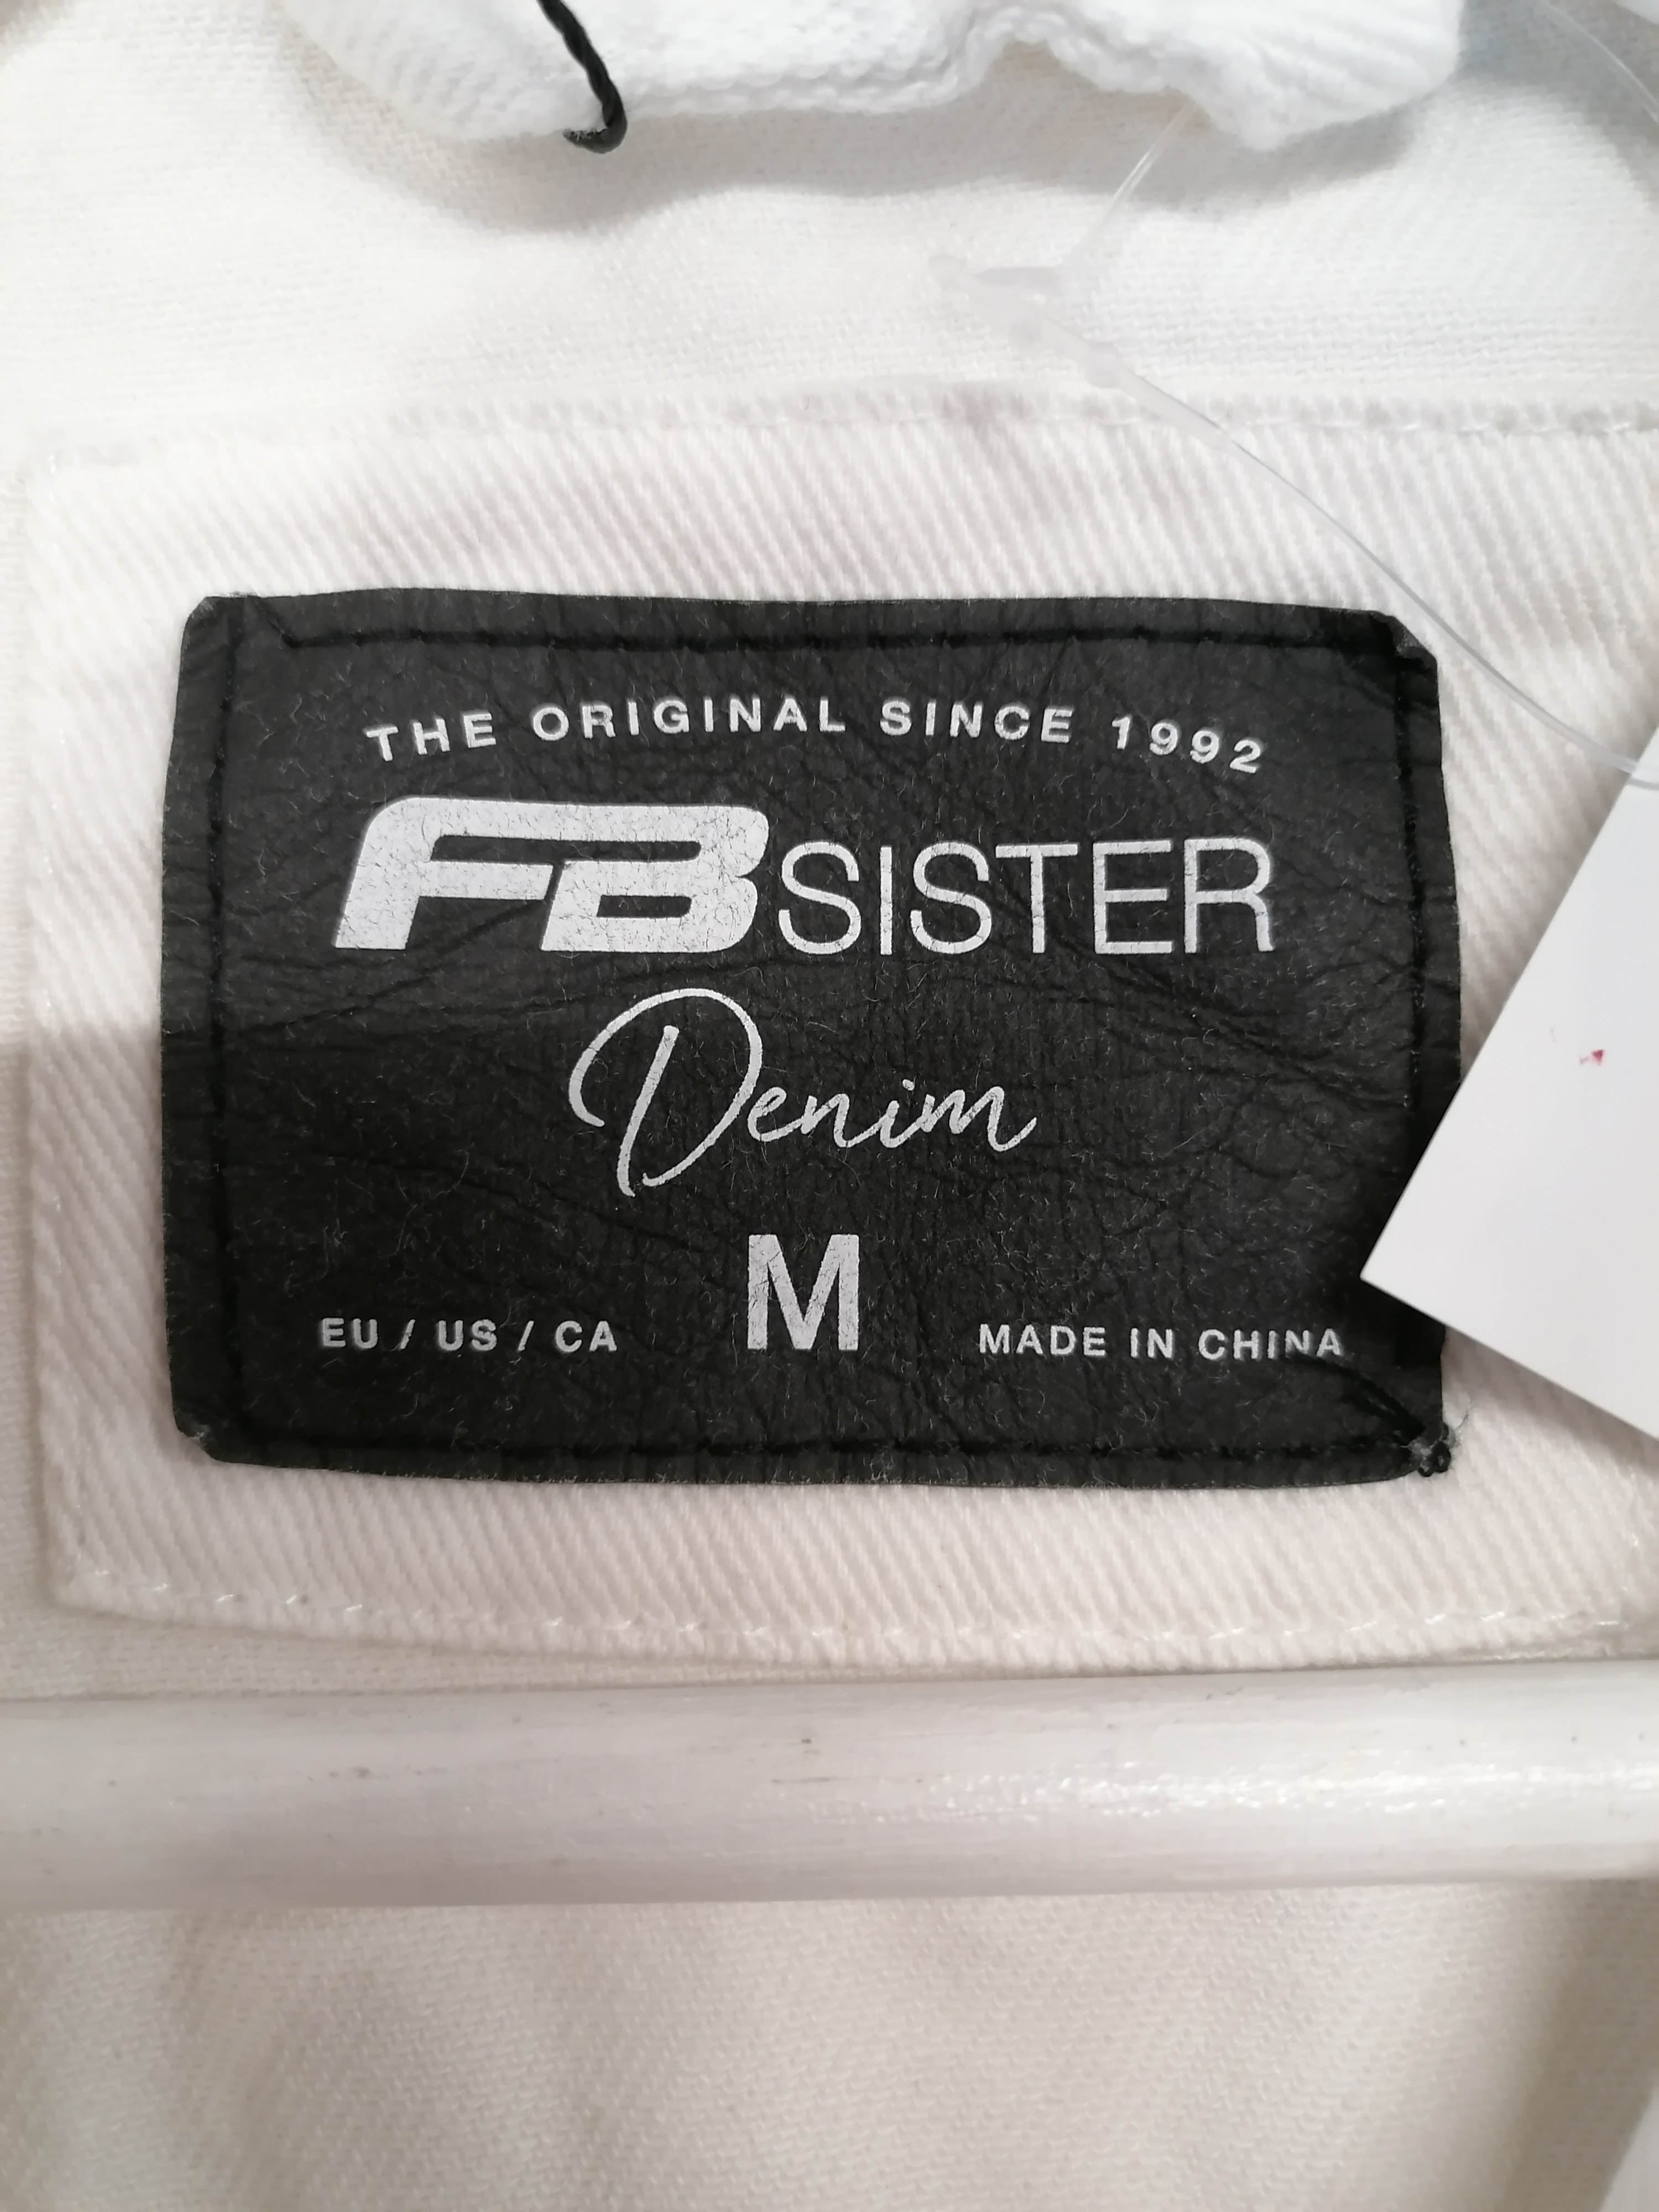 THE ORIGINAL SINCE 1992
FB SISTER
Denim
M
EU / US / CA
MADE IN CHINA